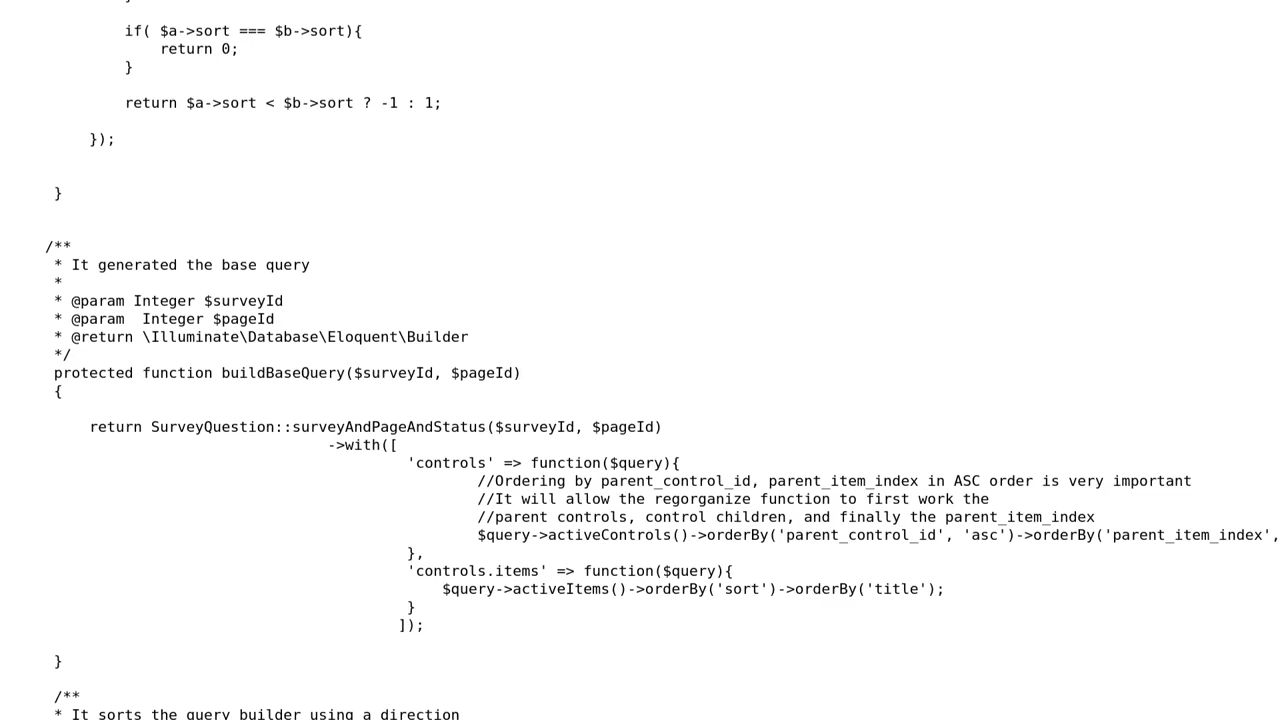 if( $a->sort === $b->sort){
return 0;
}
return $a->sort < $b->sort ? -1 : 1;
});
}
/**
* It generated the base query
*
* @param Integer $surveyId
* @param  Integer $pageId
* @return \Illuminate\Database\Eloquent\Builder
*/
protected function buildBaseQuery($surveyId, $pageId)
{
return SurveyQuestion::surveyAndPageAndStatus($surveyId, $pageId)
->with([
'controls' => function($query){
//Ordering by parent_control_id, parent_item_index in ASC order is very important
//It will allow the regorganize function to first work the
//parent controls, control children, and finally the parent_item_index
$query->activeControls()->orderBy('parent_control_id', 'asc')->orderBy('parent_item_index',
},
'controls.items' => function($query){
$query->activeItems()->orderBy('sort')->orderBy('title');
}
]);
}
/**
* It sorts the query builder using a direction